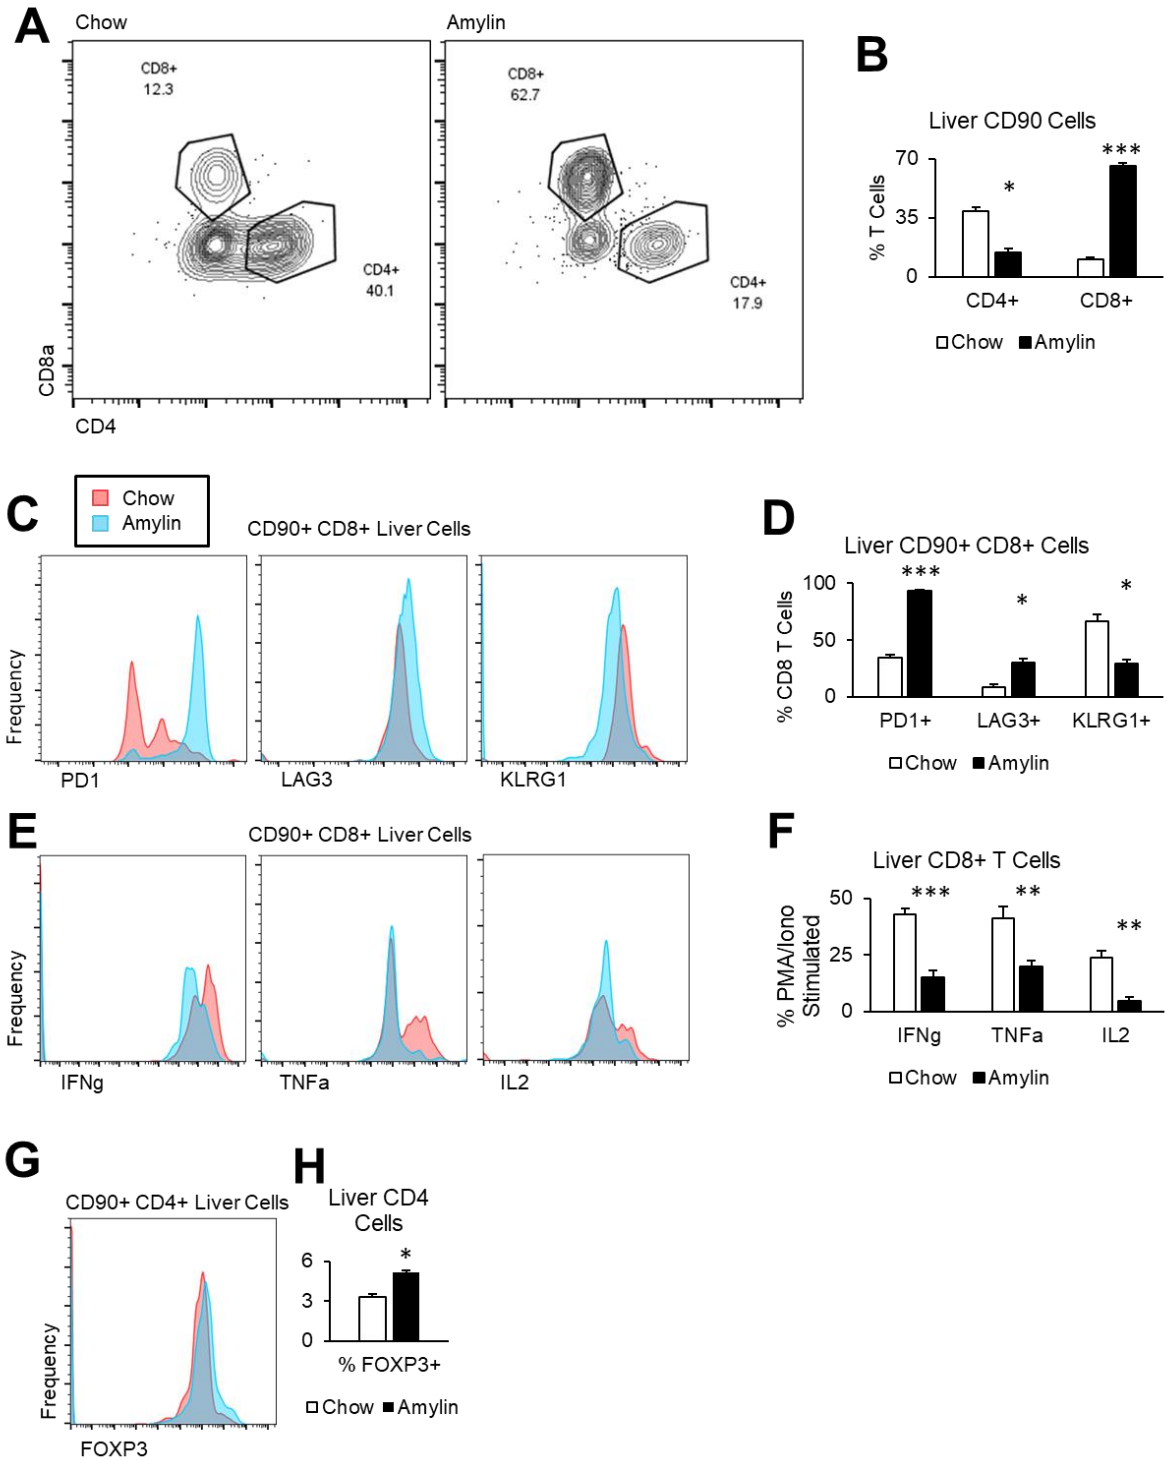 A
Chow
Amylin
CD8+
12.3
CD4+
40.1
CD8+
62.7
CD4+
17.9
CD8a
CD4
B
Liver CD90 Cells
% T Cells
70
35
0
*
***
CD4+
CD8+
Chow
Amylin
C
Chow
Amylin
CD90+ CD8+ Liver Cells
Frequency
PD1
LAG3
KLRG1
D
Liver CD90+ CD8+ Cells
% CD8 T Cells
100
50
0
***
*
*
PD1+
LAG3+
KLRG1+
Chow
Amylin
E
CD90+ CD8+ Liver Cells
Frequency
IFNg
TNFa
IL2
F
Liver CD8+ T Cells
% PMA/Iono
Stimulated
50
25
0
***
**
**
IFNg
TNFa
IL2
Chow
Amylin
G
CD90+ CD4+ Liver Cells
Frequency
FOXP3
H
Liver CD4
Cells
6
3
0
*
% FOXP3+
Chow
Amylin